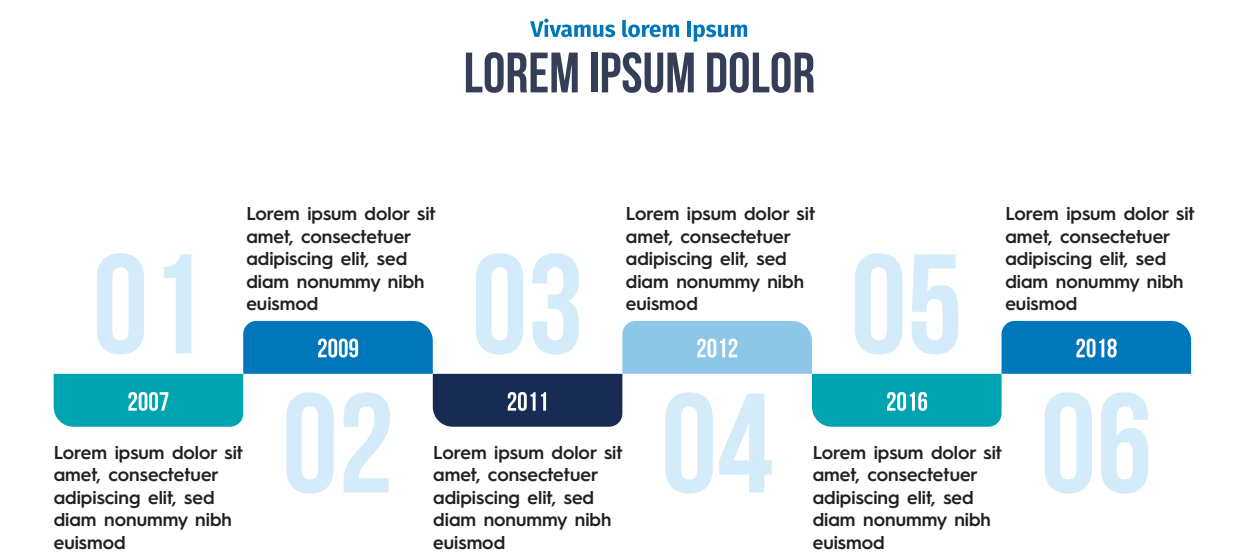 Vivamus lorem Ipsum
LOREM IPSUM DOLOR
01
2007
Lorem ipsum dolor sit
amet, consectetuer
adipiscing elit, sed
diam nonummy nibh
euismod
Lorem ipsum dolor sit
amet, consectetuer
adipiscing elit, sed
diam nonummy nibh
euismod
2009
02
03
2011
Lorem ipsum dolor sit
amet, consectetuer
adipiscing elit, sed
diam nonummy nibh
euismod
Lorem ipsum dolor sit
amet, consectetuer
adipiscing elit, sed
diam nonummy nibh
euismod
2012
04
05
2016
Lorem ipsum dolor sit
amet, consectetuer
adipiscing elit, sed
diam nonummy nibh
euismod
Lorem ipsum dolor sit
amet, consectetuer
adipiscing elit, sed
diam nonummy nibh
euismod
2018
06